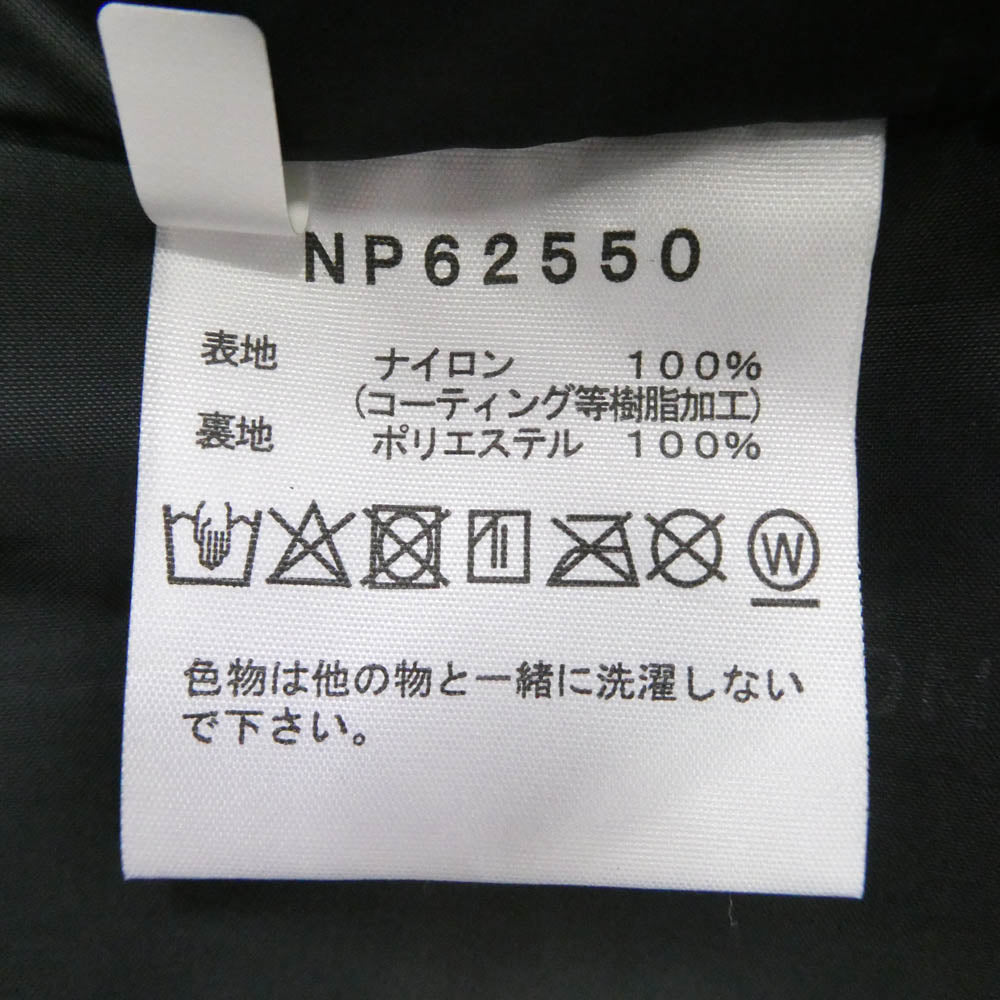 NP62550
表地 ナイロン 100%
(コーティング等樹脂加工)
裏地 ポリエステル 100%
W
色物は他の物と一緒に洗濯しない
で下さい。